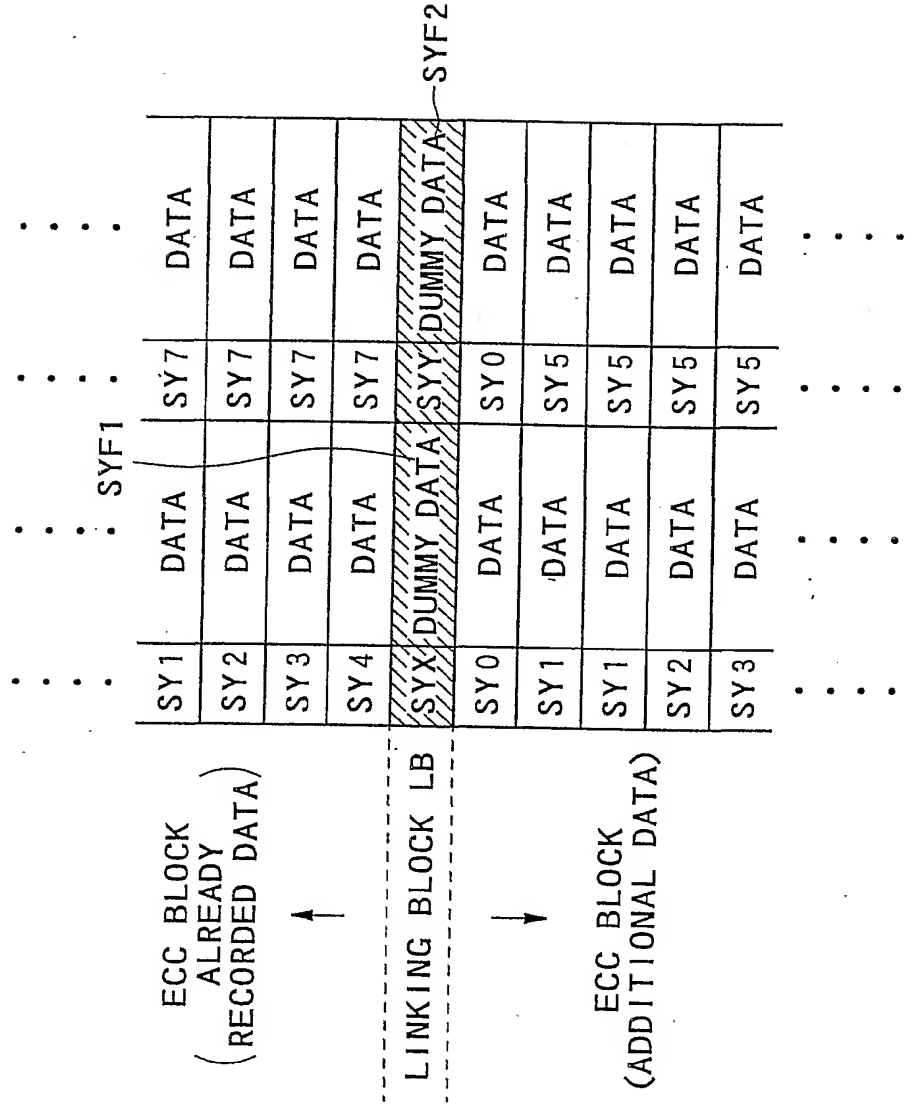 SYF1
SYF2
SY1 DATA SY7 DATA
SY2 DATA SY7 DATA
SY3 DATA SY7 DATA
SY4 DATA SY7 DATA
SYX DUMMY DATA SYY DUMMY DATA
SY0 DATA SY0 DATA
SY1 DATA SY5 DATA
SY1 DATA SY5 DATA
SY2 DATA SY5 DATA
SY3 DATA SY5 DATA
ECC BLOCK
(ALREADY
RECORDED DATA)
LINKING BLOCK LB
ECC BLOCK
(ADDITIONAL DATA)